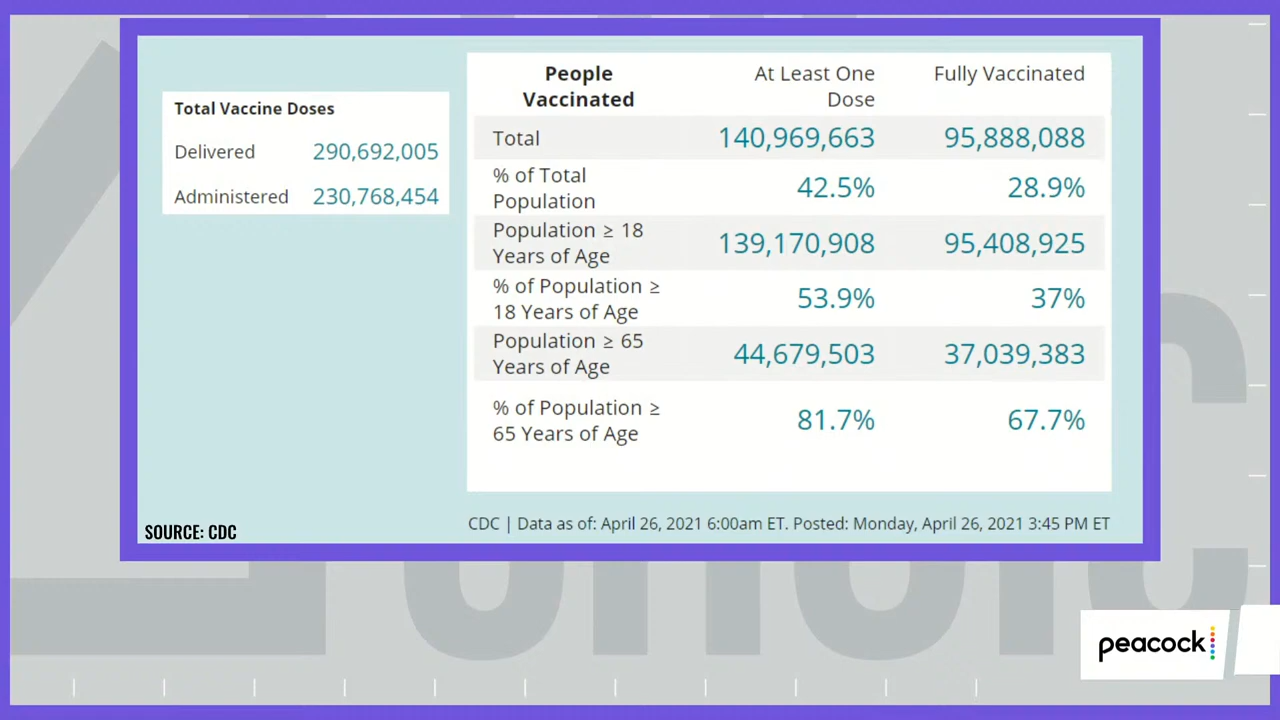 Total Vaccine Doses
Delivered 290,692,005
Administered 230,768,454
People Vaccinated At Least One Dose Fully Vaccinated
Total 140,969,663 95,888,088
% of Total Population 42.5% 28.9%
Population ≥ 18 Years of Age 139,170,908 95,408,925
% of Population ≥ 18 Years of Age 53.9% 37%
Population ≥ 65 Years of Age 44,679,503 37,039,383
% of Population ≥ 65 Years of Age 81.7% 67.7%
CDC | Data as of: April 26, 2021 6:00am ET. Posted: Monday, April 26, 2021 3:45 PM ET
SOURCE: CDC
peacock